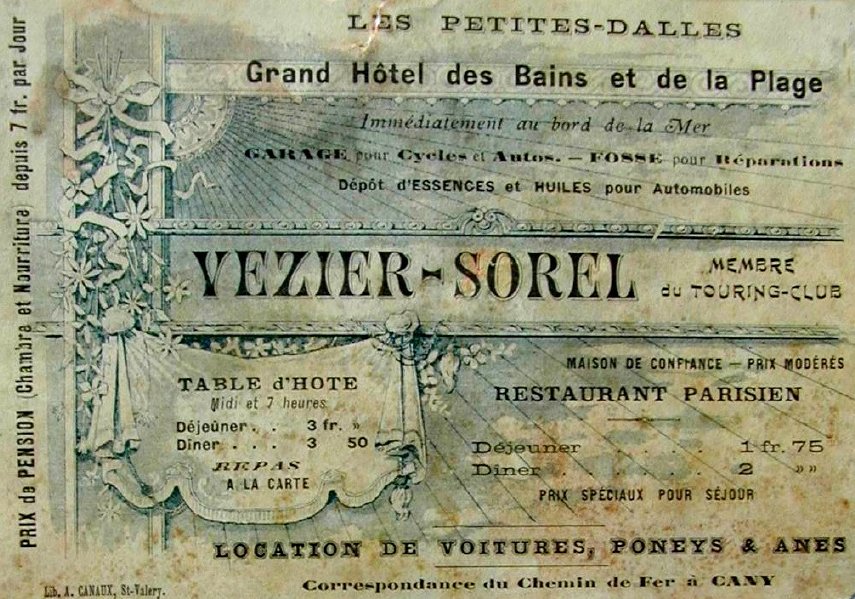 LES PETITES-DALLES
Grand Hôtel des Bains et de la Plage
Immédiatement au bord de la Mer
GARAGE pour Cycles et Autos. — FOSSE pour Réparations
Dépôt d'ESSENCES et HUILES pour Automobiles
VEZIER-SOREL
MEMBRE
du TOURING-CLUB
PRIX de PENSION (Chambre et Nourriture) depuis 7 fr. par Jour
TABLE d'HOTE
Midi et 7 heures
Déjeûner . . 3 fr. »
Diner . . . 3 50
REPAS
A LA CARTE
MAISON DE CONFIANCE — PRIX MODÉRÉS
RESTAURANT PARISIEN
Déjeuner . . . . . 1 fr. 75
Diner . . . . . . 2 »»
PRIX SPÉCIAUX POUR SÉJOUR
LOCATION DE VOITURES, PONEYS & ANES
Correspondance du Chemin de Fer à CANY
Lib. A. CANAUX, St-Valery.